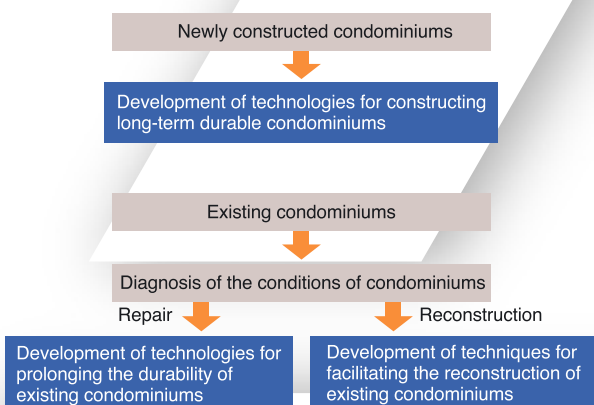 Newly constructed condominiums
Development of technologies for constructing
long-term durable condominiums
Existing condominiums
Diagnosis of the conditions of condominiums
Repair
Reconstruction
Development of technologies for
prolonging the durability of
existing condominiums
Development of techniques for
facilitating the reconstruction of
existing condominiums